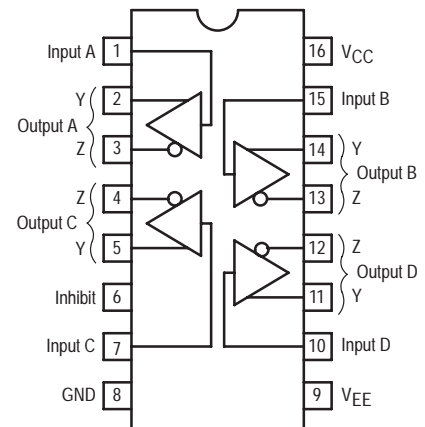 Input A 1
Y 2
Output A
Z 3
Z 4
Output C
Y 5
Inhibit 6
Input C 7
GND 8
16 VCC
15 Input B
14 Y
Output B
13 Z
12 Z
Output D
11 Y
10 Input D
9 VEE